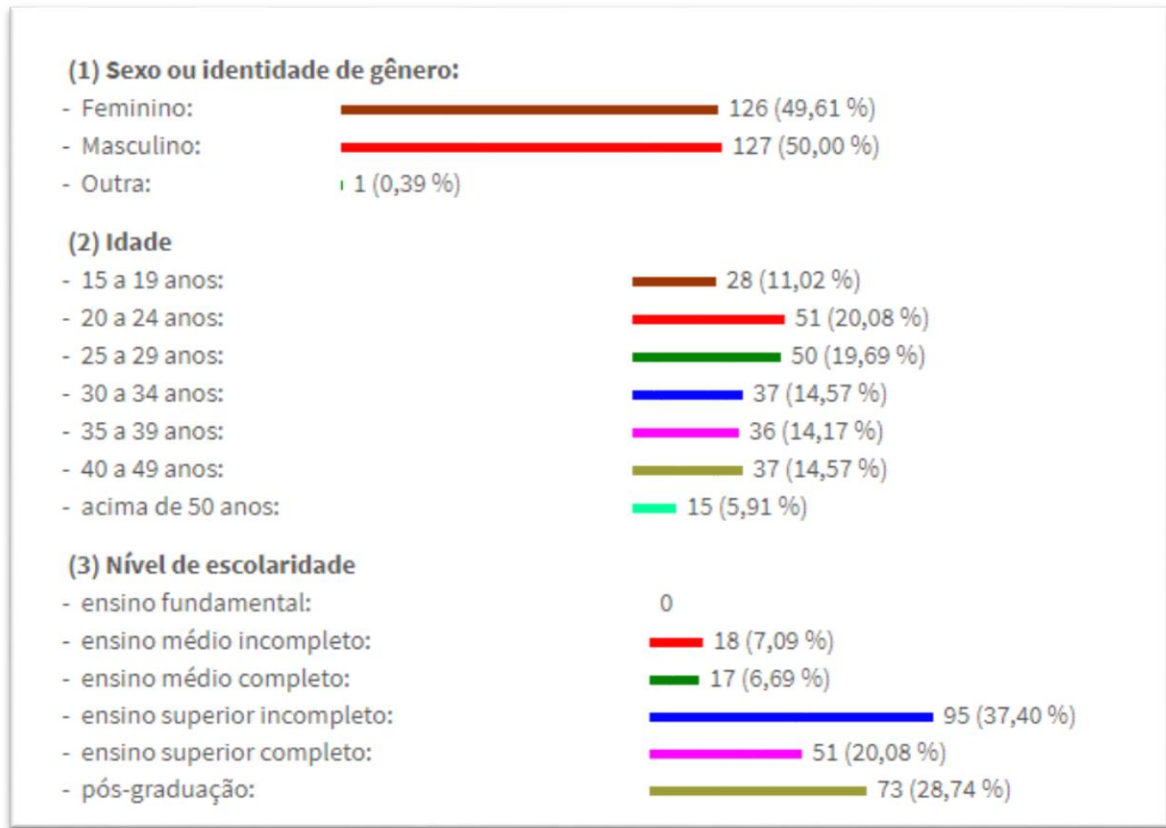 (1) Sexo ou identidade de gênero:
- Feminino: 126 (49,61 %)
- Masculino: 127 (50,00 %)
- Outra: 1 (0,39 %)
(2) Idade
- 15 a 19 anos: 28 (11,02 %)
- 20 a 24 anos: 51 (20,08 %)
- 25 a 29 anos: 50 (19,69 %)
- 30 a 34 anos: 37 (14,57 %)
- 35 a 39 anos: 36 (14,17 %)
- 40 a 49 anos: 37 (14,57 %)
- acima de 50 anos: 15 (5,91 %)
(3) Nível de escolaridade
- ensino fundamental: 0
- ensino médio incompleto: 18 (7,09 %)
- ensino médio completo: 17 (6,69 %)
- ensino superior incompleto: 95 (37,40 %)
- ensino superior completo: 51 (20,08 %)
- pós-graduação: 73 (28,74 %)